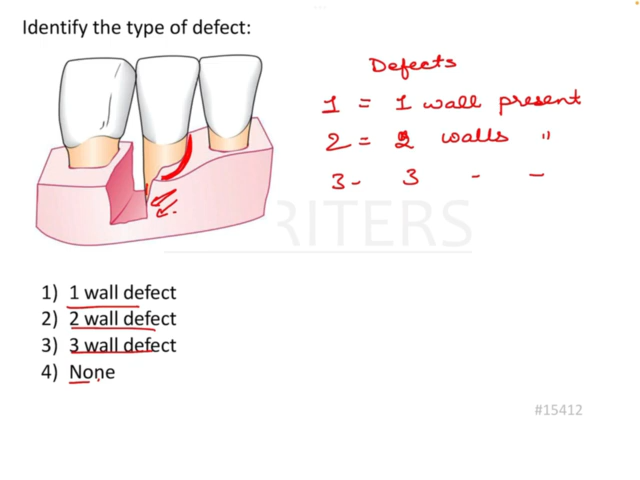 Identify the type of defect:
Defects
1 = 1 wall present
2 = 2 walls "
3 - 3 - -
RITERS
1) 1 wall defect
2) 2 wall defect
3) 3 wall defect
4) None
#15412